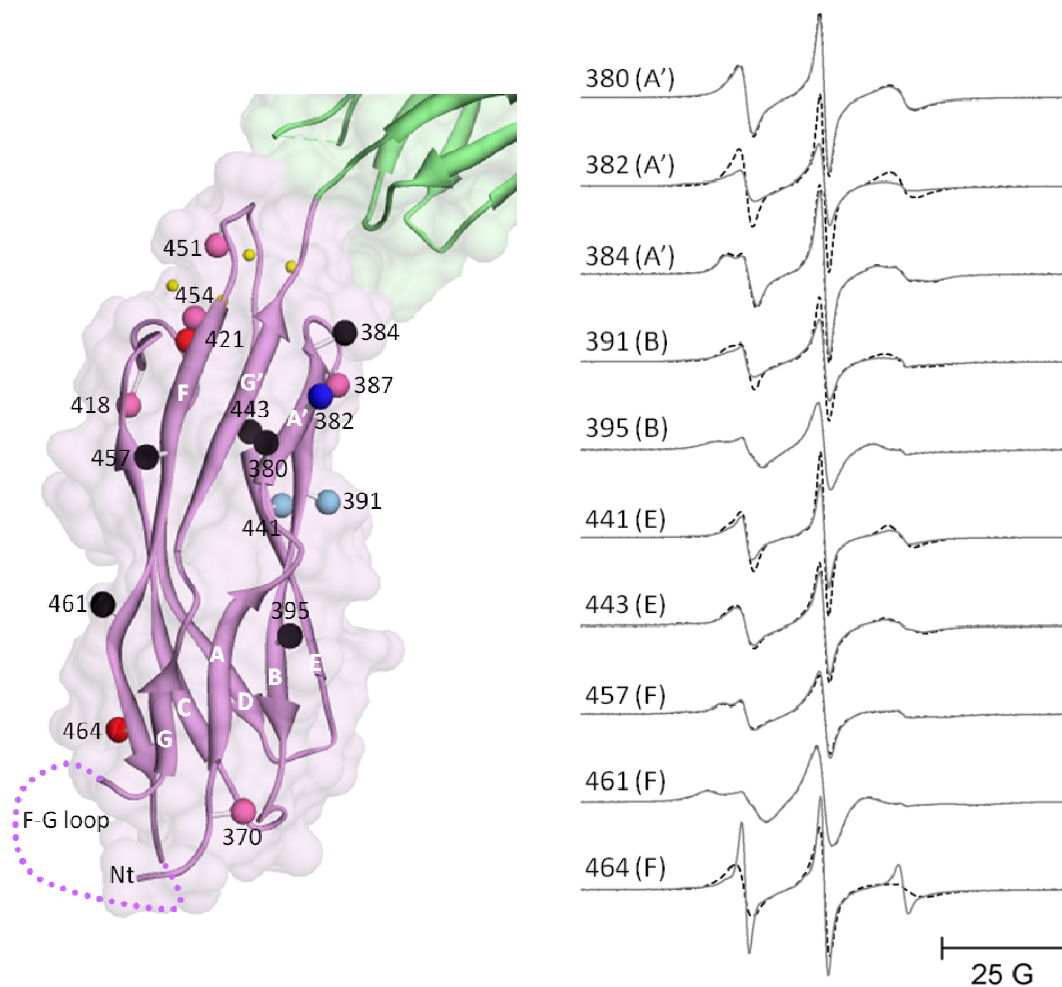 451
454
421
384
F
G’
387
418
443
A’
382
457
380
441
391
461
395
A
B
E
C
D
464
G
F-G loop
370
Nt
380 (A’)
382 (A’)
384 (A’)
391 (B)
395 (B)
441 (E)
443 (E)
457 (F)
461 (F)
464 (F)
25 G